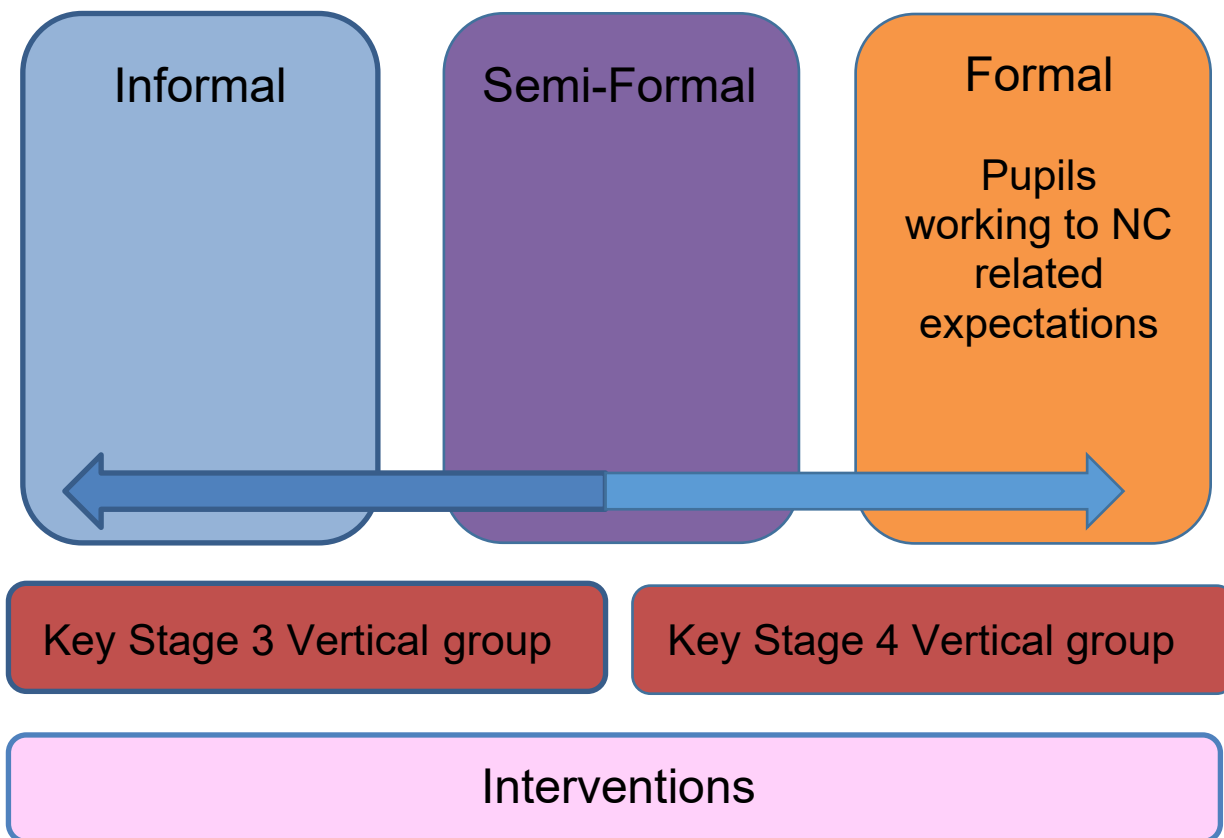 Informal
Semi-Formal
Formal
Pupils
working to NC
related
expectations
Key Stage 3 Vertical group
Key Stage 4 Vertical group
Interventions